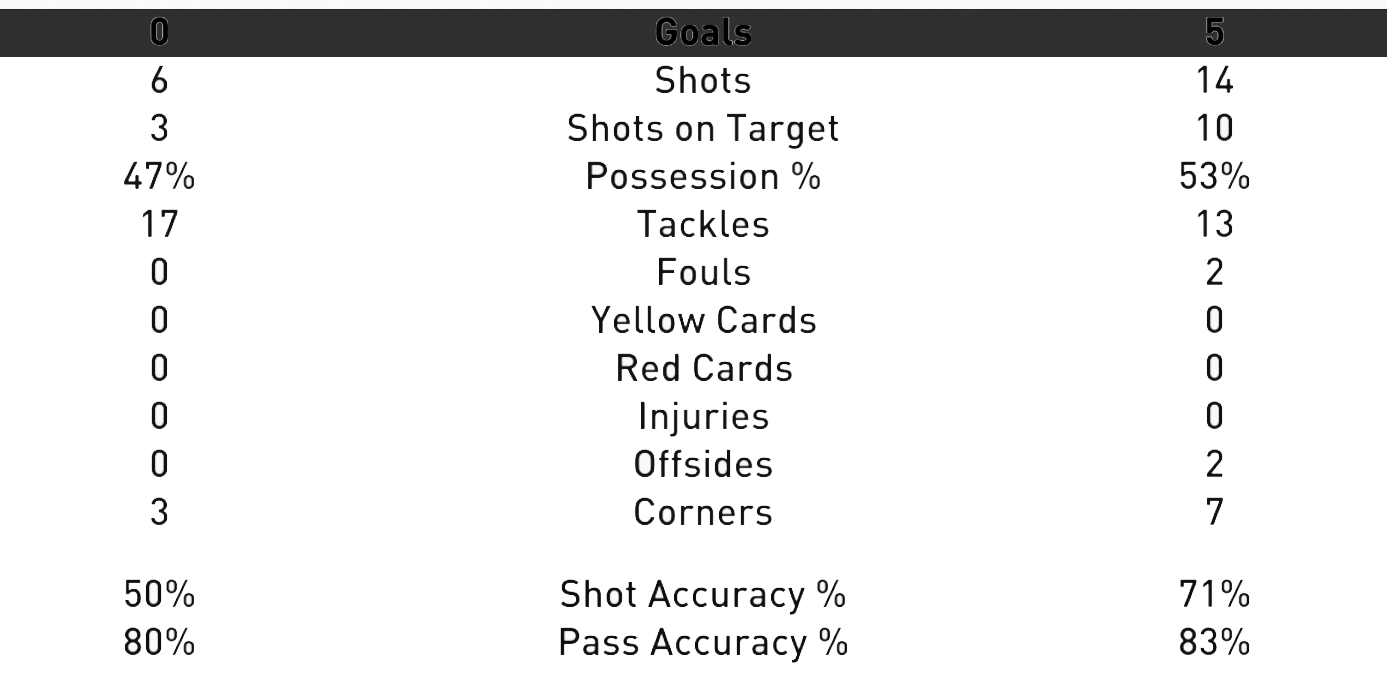 0 Goals 5
6 Shots 14
3 Shots on Target 10
47% Possession % 53%
17 Tackles 13
0 Fouls 2
0 Yellow Cards 0
0 Red Cards 0
0 Injuries 0
0 Offsides 2
3 Corners 7
50% Shot Accuracy % 71%
80% Pass Accuracy % 83%